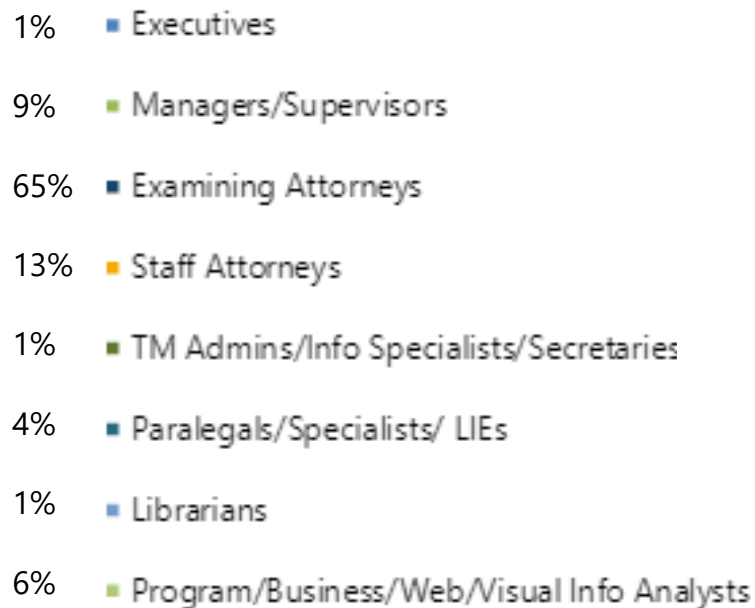 1% Executives
9% Managers/Supervisors
65% Examining Attorneys
13% Staff Attorneys
1% TM Admins/Info Specialists/Secretaries
4% Paralegals/Specialists/ LIEs
1% Librarians
6% Program/Business/Web/Visual Info Analysts